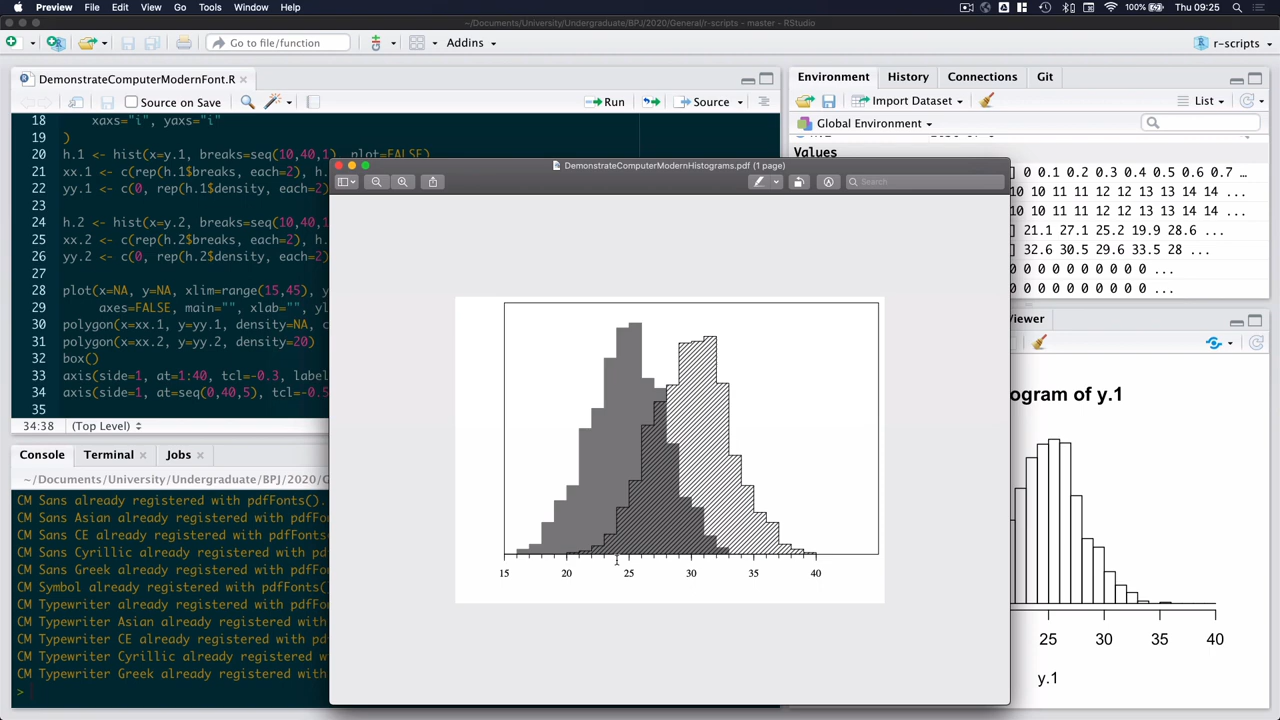 Preview File Edit View Go Tools Window Help 100% Thu 09:25
~/Documents/University/Undergraduate/BPJ/2020/General/r-scripts - master - RStudio
Go to file/function Addins r-scripts
DemonstrateComputerModernFont.R
Source on Save Run Source
18 xaxs="i", yaxs="i"
19 )
20 h.1 <- hist(x=y.1, breaks=seq(10,40,1), plot=FALSE)
21 xx.1 <- c(rep(h.1$breaks, each=2), h.
22 yy.1 <- c(0, rep(h.1$density, each=2)
23
24 h.2 <- hist(x=y.2, breaks=seq(10,40,1
25 xx.2 <- c(rep(h.2$breaks, each=2), h.
26 yy.2 <- c(0, rep(h.2$density, each=2)
27
28 plot(x=NA, y=NA, xlim=range(15,45), y
29 axes=FALSE, main="", xlab="", yl
30 polygon(x=xx.1, y=yy.1, density=NA, c
31 polygon(x=xx.2, y=yy.2, density=20)
32 box()
33 axis(side=1, at=1:40, tcl=-0.3, label
34 axis(side=1, at=seq(0,40,5), tcl=-0.5
35
34:38 (Top Level)
Console Terminal Jobs
~/Documents/University/Undergraduate/BPJ/2020/G
CM Sans already registered with pdfFonts().
CM Sans Asian already registered with pdfFon
CM Sans CE already registered with pdfFonts(
CM Sans Cyrillic already registered with pdf
CM Sans Greek already registered with pdfFon
CM Symbol already registered with pdfFonts()
CM Typewriter already registered with pdfFon
CM Typewriter Asian already registered with
CM Typewriter CE already registered with pdf
CM Typewriter Cyrillic already registered wi
CM Typewriter Greek already registered with
>
DemonstrateComputerModernHistograms.pdf (1 page)
Search
15 20 25 30 35 40
Environment History Connections Git
Import Dataset List
Global Environment
Values
] 0 0.1 0.2 0.3 0.4 0.5 0.6 0.7 …
10 10 11 11 12 12 13 13 14 14
10 10 11 11 12 12 13 13 14 14
] 21.1 27.1 25.2 19.9 28.6 ...
] 32.6 30.5 29.6 33.5 28 ...
0 0 0 0 0 0 0 0 0 ...
0 0 0 0 0 0 0 0 0 ...
Viewer
ogram of y.1
25 30 35 40
y.1